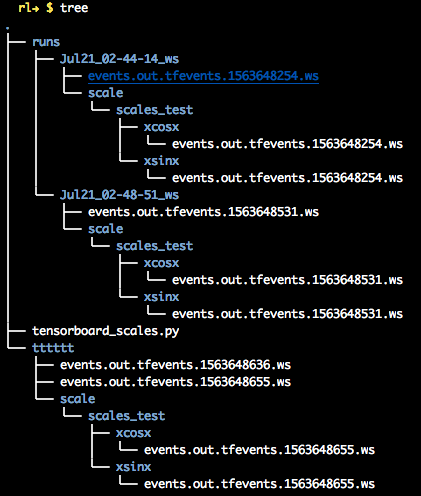 rl→ $ tree
.
├── runs
│   ├── Jul21_02-44-14_ws
│   │   ├── events.out.tfevents.1563648254.ws
│   │   └── scale
│   │       └── scales_test
│   │           ├── xcosx
│   │           │   └── events.out.tfevents.1563648254.ws
│   │           └── xsinx
│   │               └── events.out.tfevents.1563648254.ws
│   └── Jul21_02-48-51_ws
│       ├── events.out.tfevents.1563648531.ws
│       └── scale
│           └── scales_test
│               ├── xcosx
│               │   └── events.out.tfevents.1563648531.ws
│               └── xsinx
│                   └── events.out.tfevents.1563648531.ws
├── tensorboard_scales.py
└── tttttt
    ├── events.out.tfevents.1563648636.ws
    ├── events.out.tfevents.1563648655.ws
    └── scale
        └── scales_test
            ├── xcosx
            │   └── events.out.tfevents.1563648655.ws
            └── xsinx
                └── events.out.tfevents.1563648655.ws